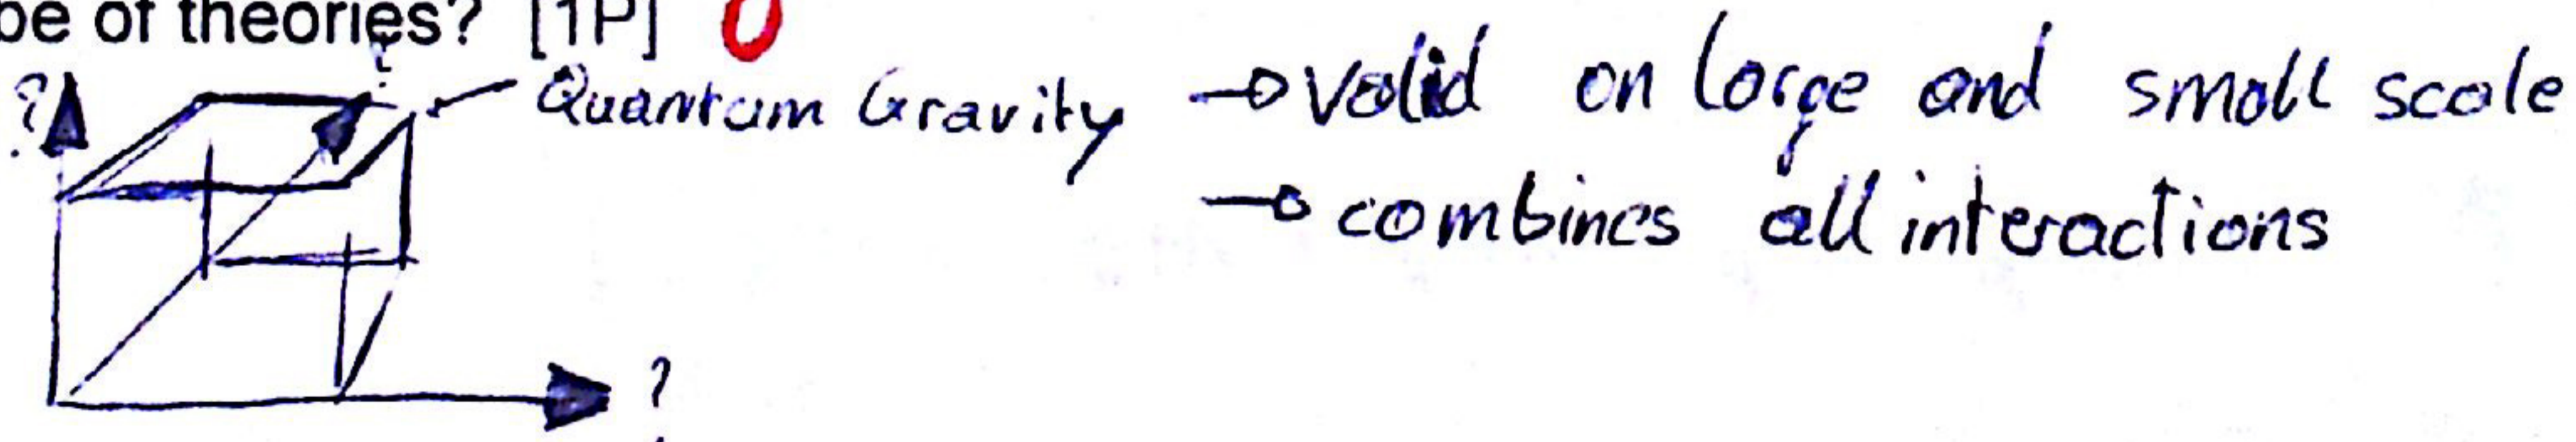 be of theories? [1P] 0
? Quantum Gravity → valid on large and small scale
→ combines all interactions
?
?